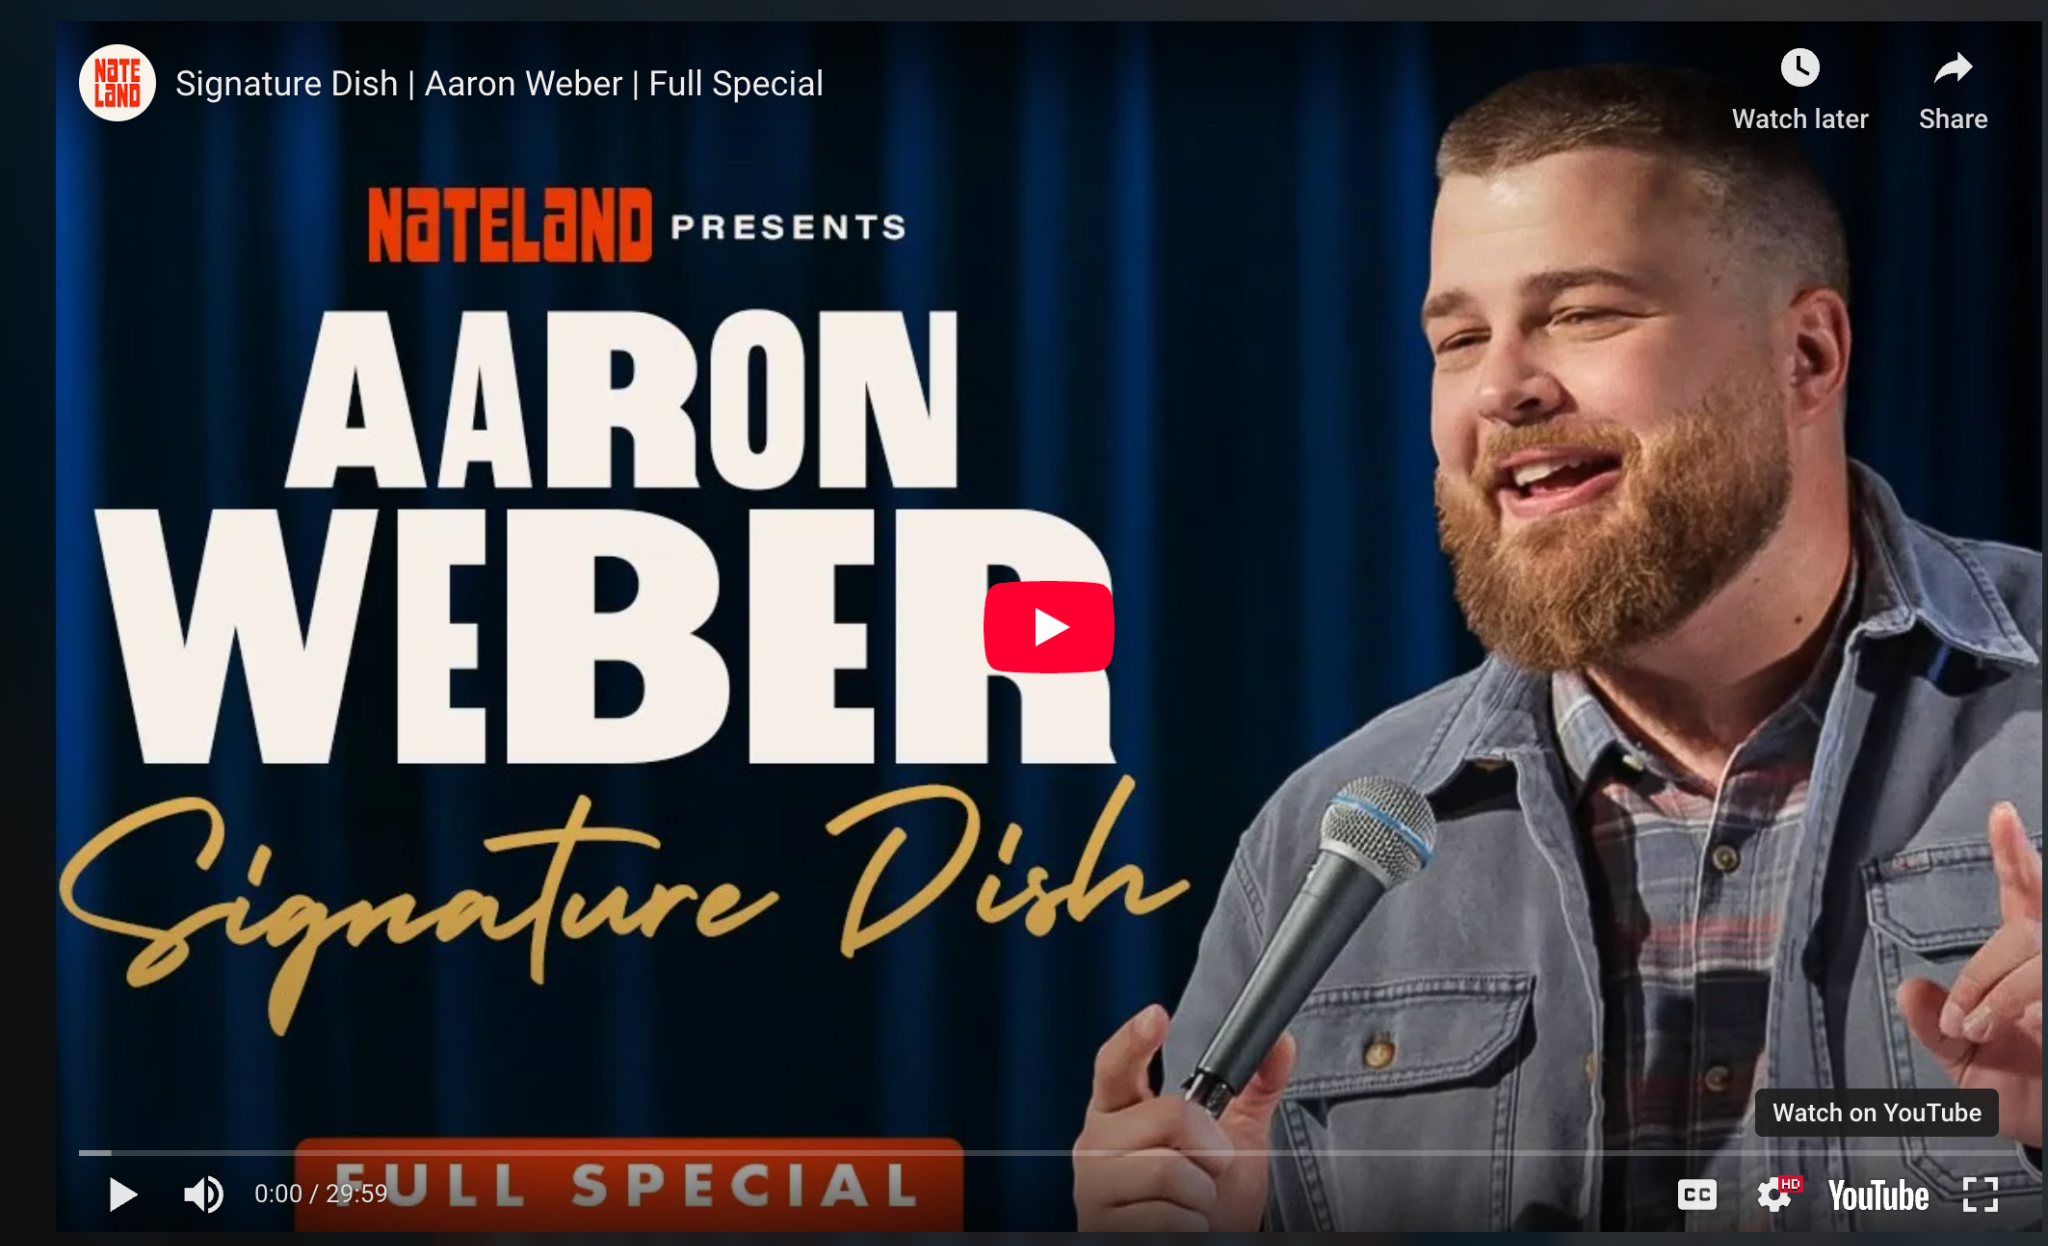 NATE
LAND
Signature Dish | Aaron Weber | Full Special
Watch later
Share
NATELAND PRESENTS
AARON
WEBER
Signature Dish
Watch on YouTube
FULL SPECIAL
0:00 / 29:59
CC
HD
YouTube